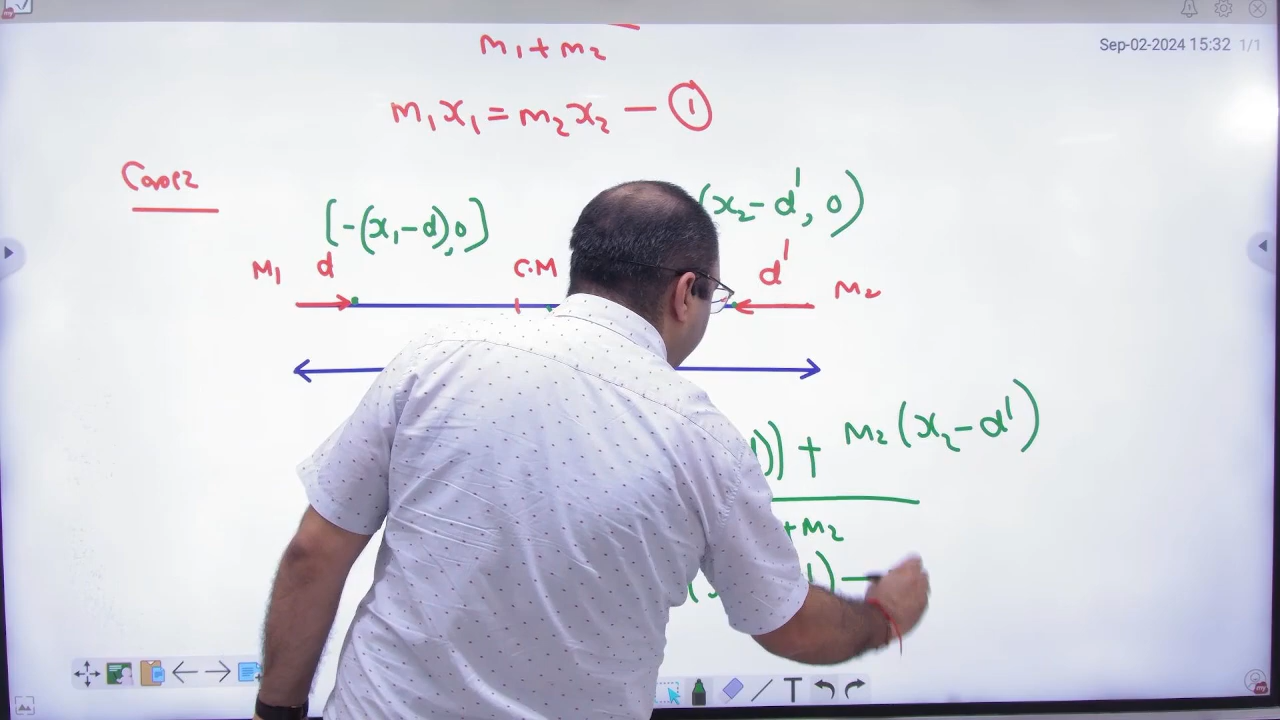 Sep-02-2024 15:32 1/1
m₁+m₂
m₁x₁ = m₂x₂ — ①
Case2
[-(x₁-d),0] (x₂-d', 0)
M₁ d C.M d' M₂
)) + M₂(x₂-d')
+M₂
) —
T